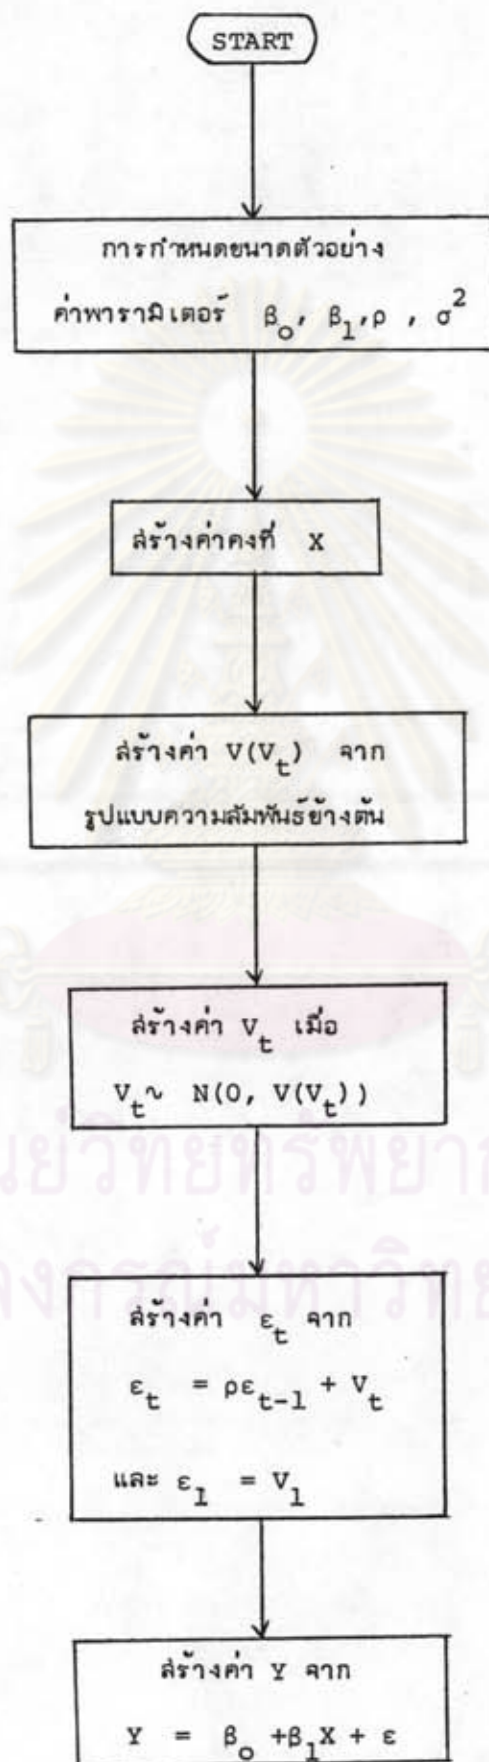 START
การกำหนดขนาดตัวอย่าง
ค่าพารามิเตอร์ β₀, β₁, ρ , σ²
สร้างค่าคงที่ X
สร้างค่า V(Vₜ) จาก
รูปแบบความสัมพันธ์ข้างต้น
สร้างค่า Vₜ เมื่อ
Vₜ ~ N(0, V(Vₜ))
สร้างค่า εₜ จาก
εₜ = ρεₜ₋₁ + Vₜ
และ ε₁ = V₁
สร้างค่า Y จาก
Y = β₀ +β₁X + ε